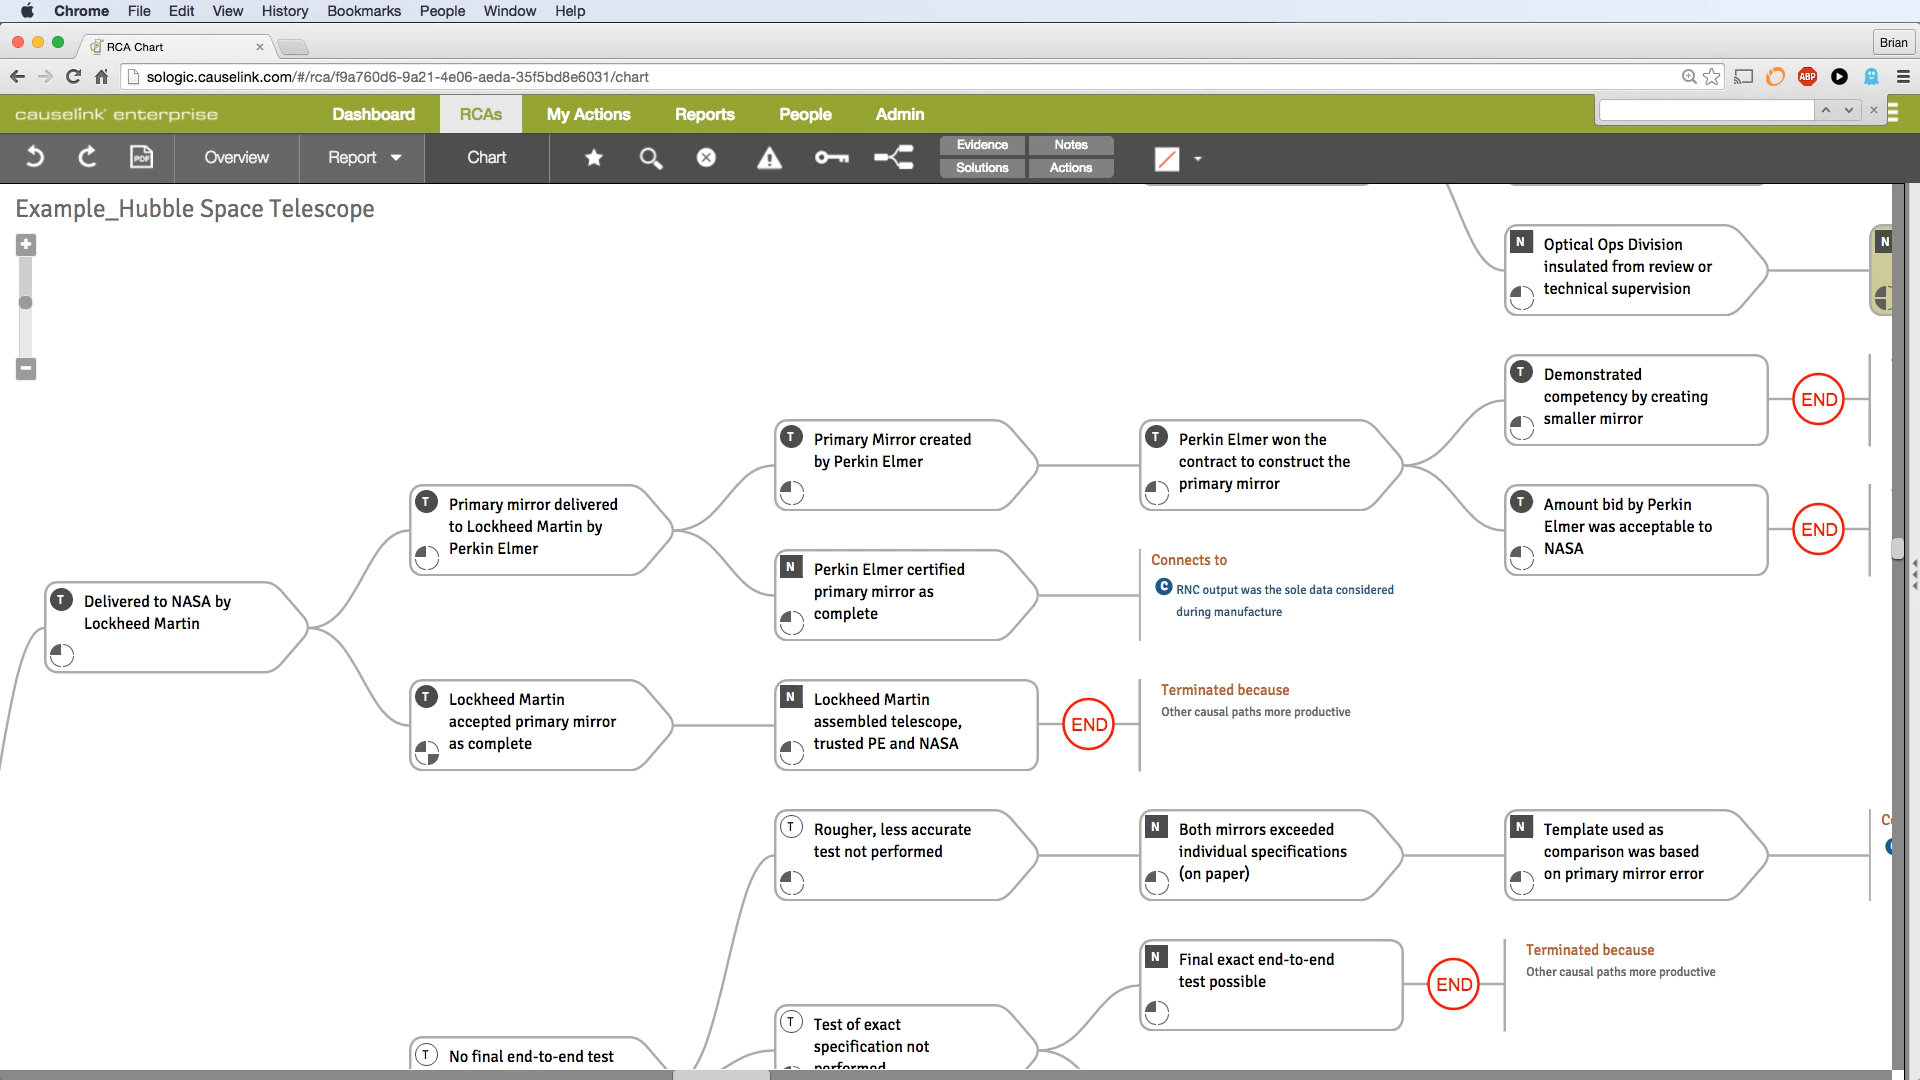 Chrome File Edit View History Bookmarks People Window Help
RCA Chart
Brian
sologic.causelink.com/#/rca/f9a760d6-9a21-4e06-aeda-35f5bd8e6031/chart
ABP
causelink enterprise Dashboard RCAs My Actions Reports People Admin
PDF Overview Report Chart
Evidence Notes
Solutions Actions
Example_Hubble Space Telescope
N Optical Ops Division
insulated from review or
technical supervision
N
T Demonstrated
competency by creating
smaller mirror
END
T Primary Mirror created
by Perkin Elmer
T Perkin Elmer won the
contract to construct the
primary mirror
T Primary mirror delivered
to Lockheed Martin by
Perkin Elmer
T Amount bid by Perkin
Elmer was acceptable to
NASA
END
N Perkin Elmer certified
primary mirror as
complete
Connects to
C RNC output was the sole data considered
during manufacture
T Delivered to NASA by
Lockheed Martin
T Lockheed Martin
accepted primary mirror
as complete
N Lockheed Martin
assembled telescope,
trusted PE and NASA
END
Terminated because
Other causal paths more productive
T Rougher, less accurate
test not performed
N Both mirrors exceeded
individual specifications
(on paper)
N Template used as
comparison was based
on primary mirror error
N Final exact end-to-end
test possible
END
Terminated because
Other causal paths more productive
T Test of exact
specification not
performed
T No final end-to-end test